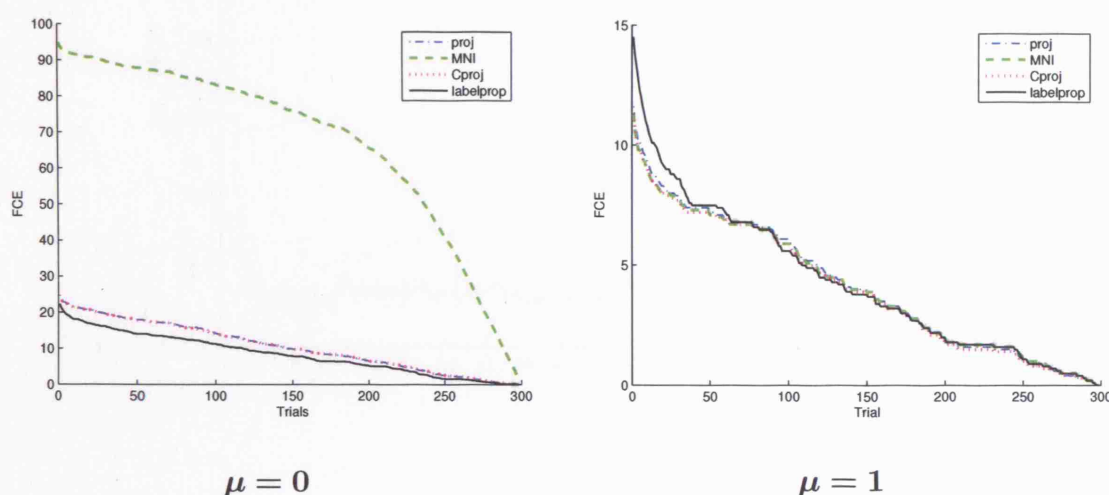 100
90
80
70
60
50
40
30
20
10
0
FCE
0 50 100 150 200 250 300
Trials
proj
MNI
Cproj
labelprop
μ = 0
15
10
5
0
FCE
0 50 100 150 200 250 300
Trial
proj
MNI
Cproj
labelprop
μ = 1